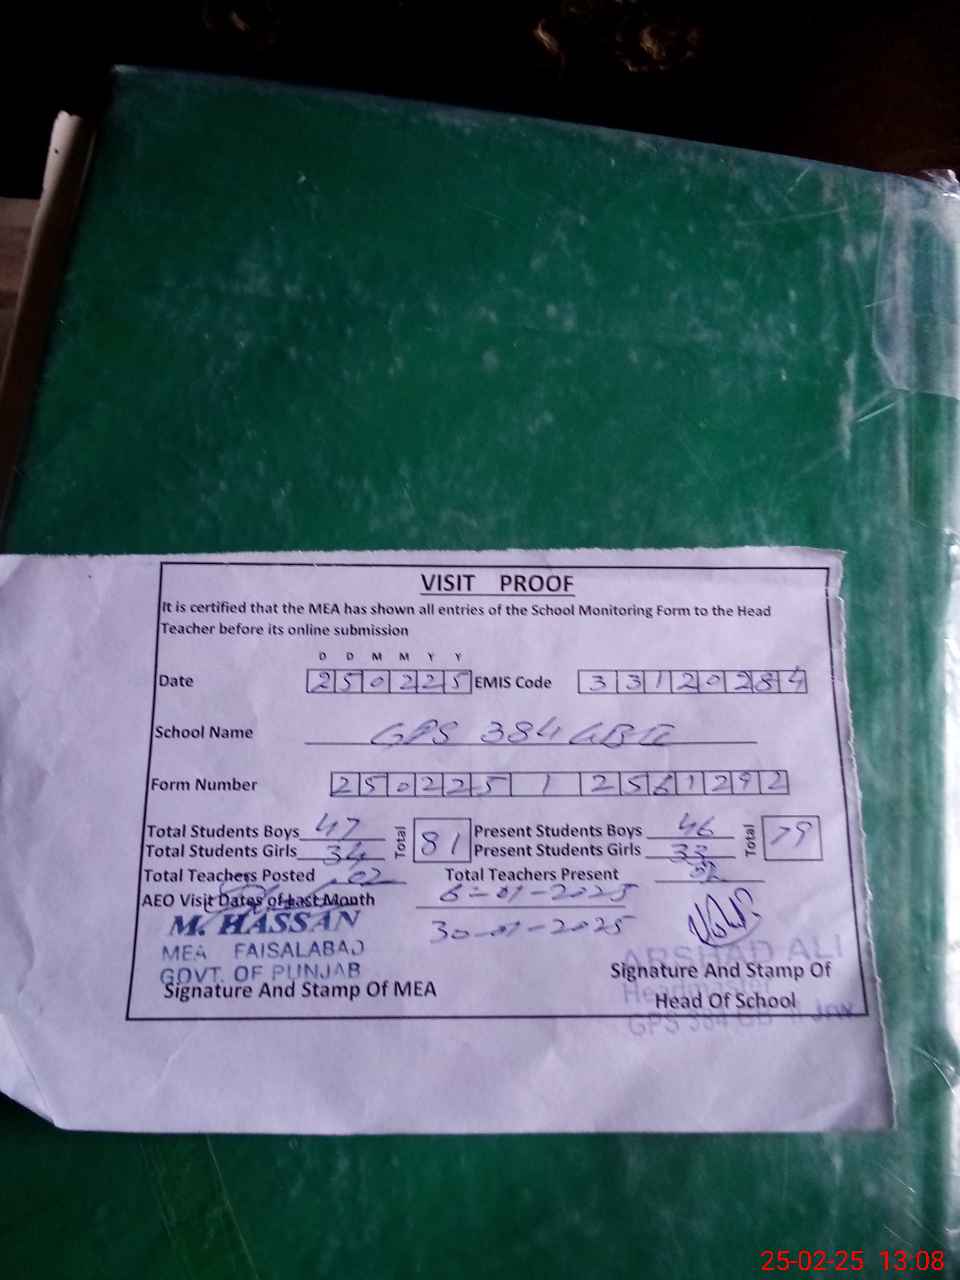 VISIT PROOF
It is certified that the MEA has shown all entries of the School Monitoring Form to the Head
Teacher before its online submission
D D M M Y Y
Date 250225 EMIS Code 33120284
School Name GPS 384 GB II
Form Number 250225 1 2561292
Total Students Boys 47 Total 81 Present Students Boys 46 Total 79
Total Students Girls 34 Present Students Girls 33
Total Teachers Posted 02 Total Teachers Present 02
AEO Visit Dates of Last Month 6-01-2025
M. HASSAN 30-01-2025
MEA FAISALABAD ARSHAD ALI
GOVT. OF PUNJAB
Signature And Stamp Of MEA Signature And Stamp Of
Headmaster
Head Of School
GPS 384 GB II Jaw
25-02-25 13:08